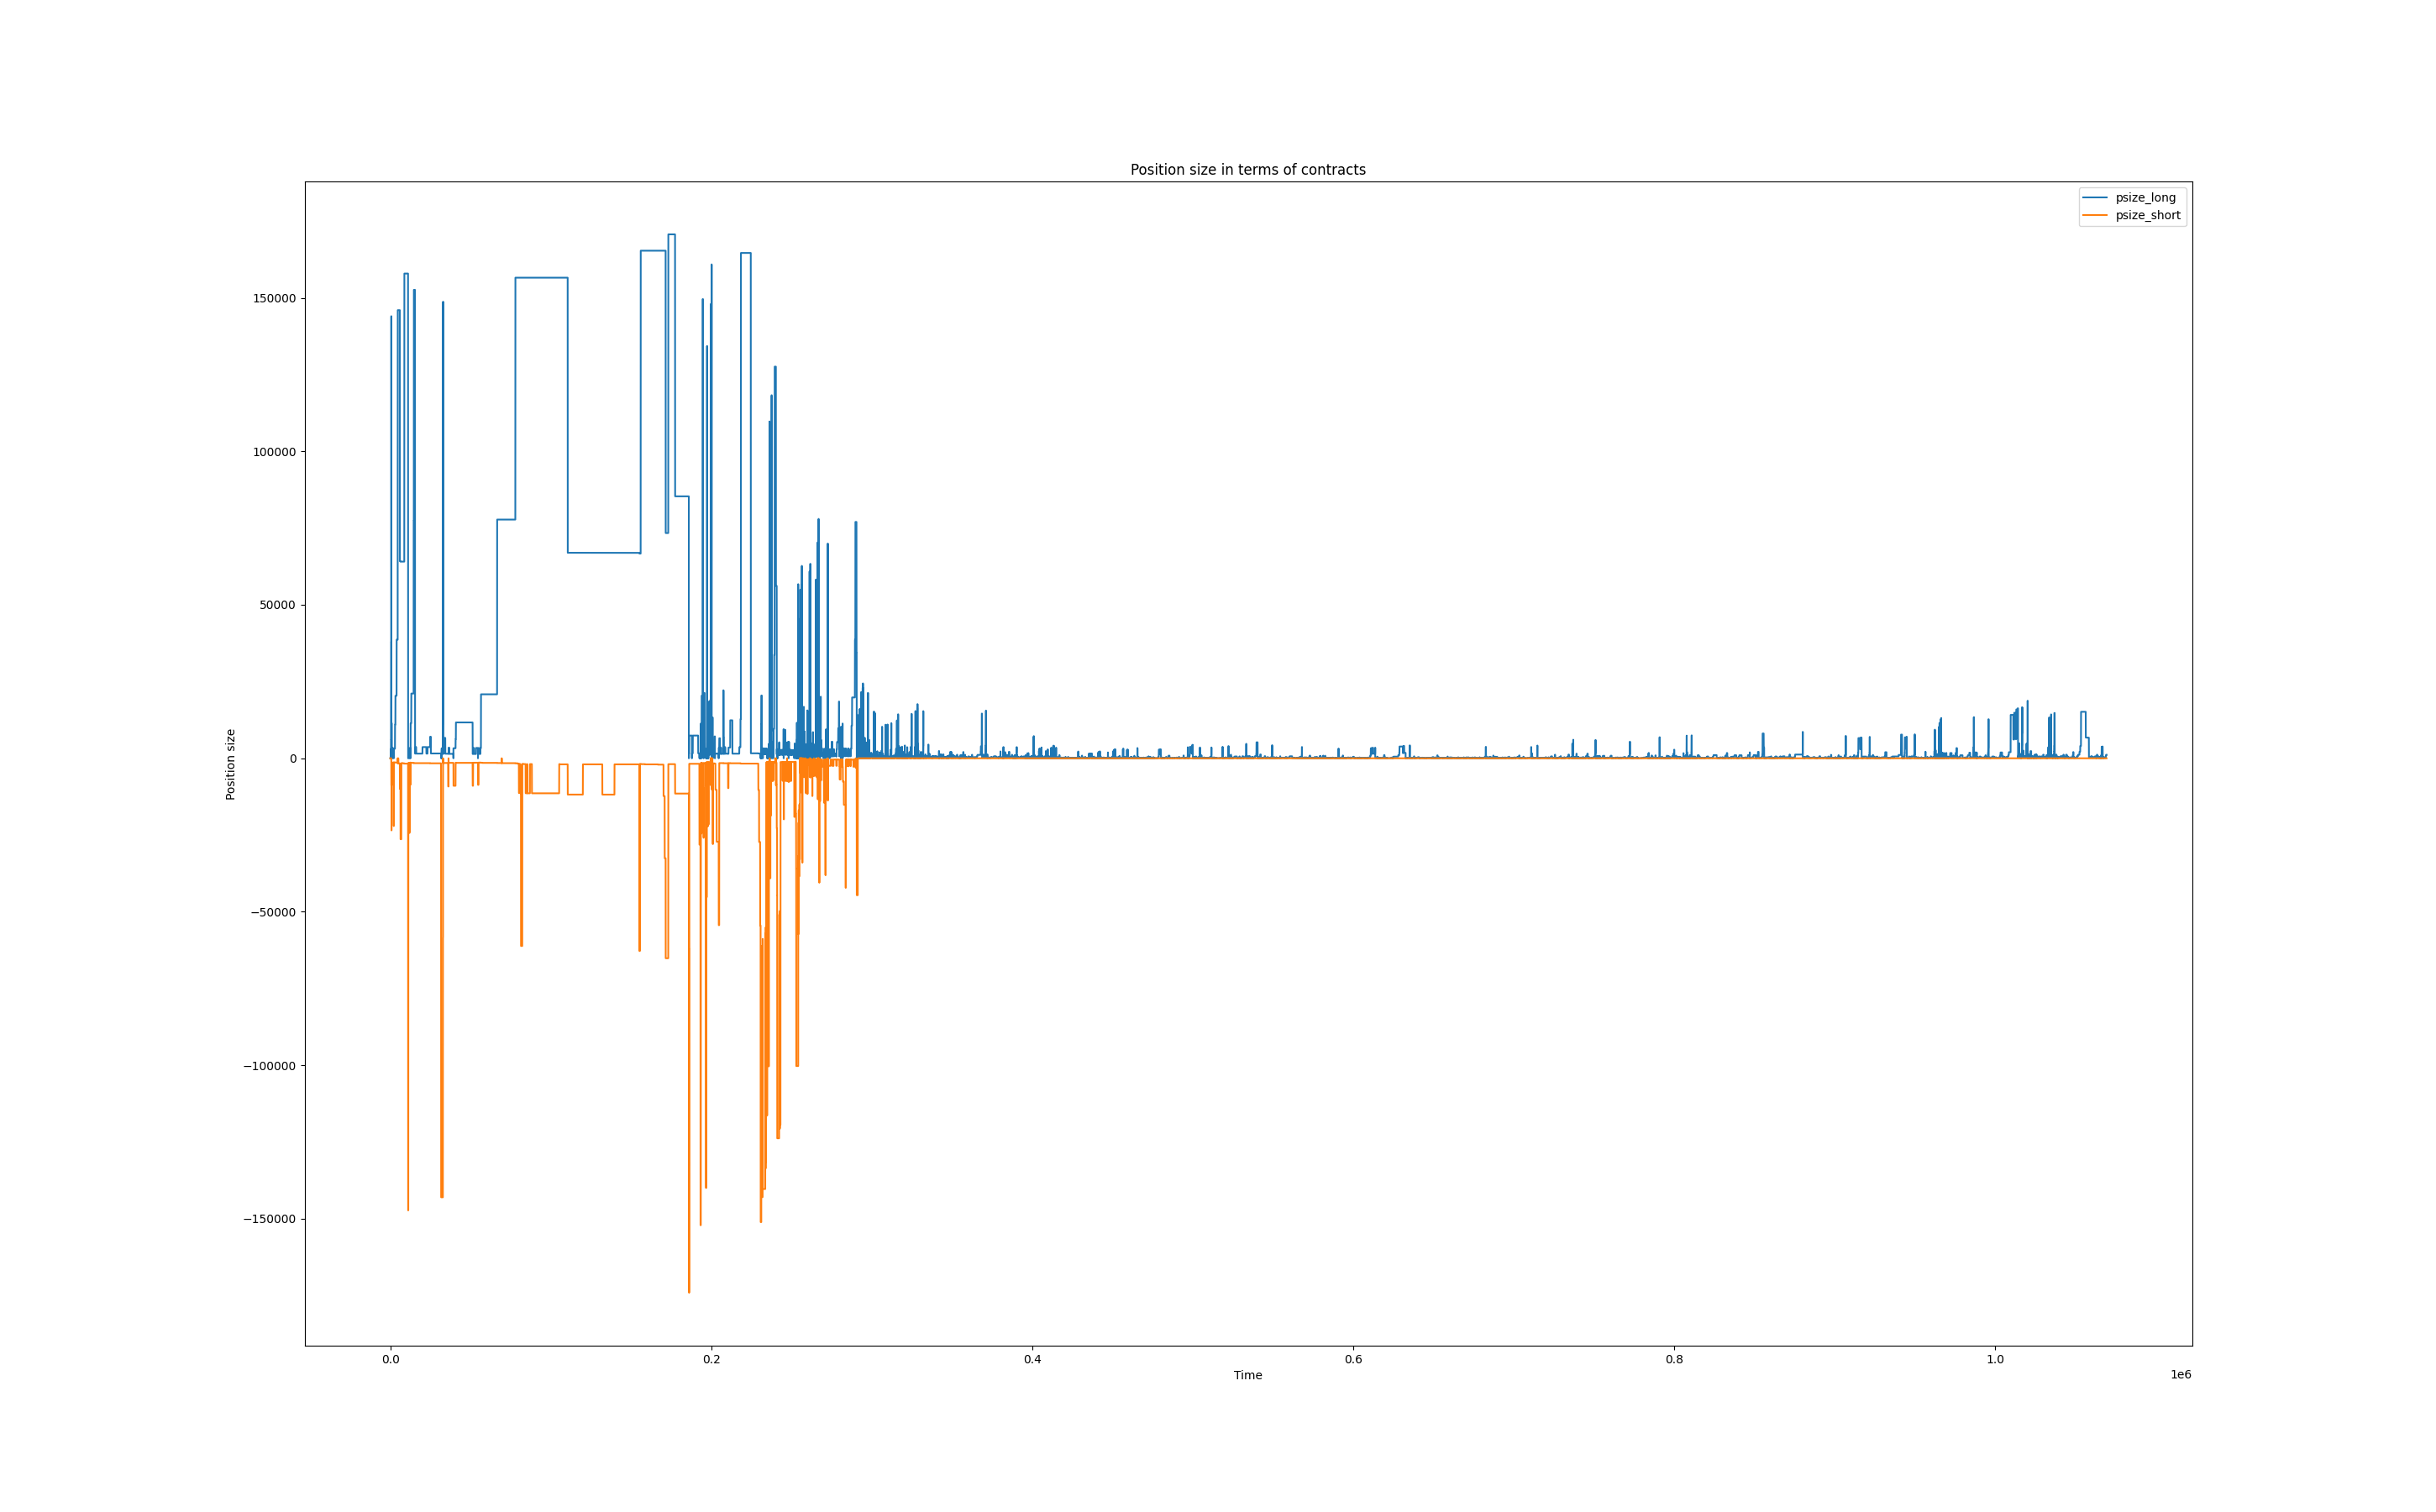 Position size in terms of contracts
psize_long
psize_short
150000
100000
50000
0
−50000
−100000
−150000
Position size
0.0
0.2
0.4
0.6
0.8
1.0
1e6
Time